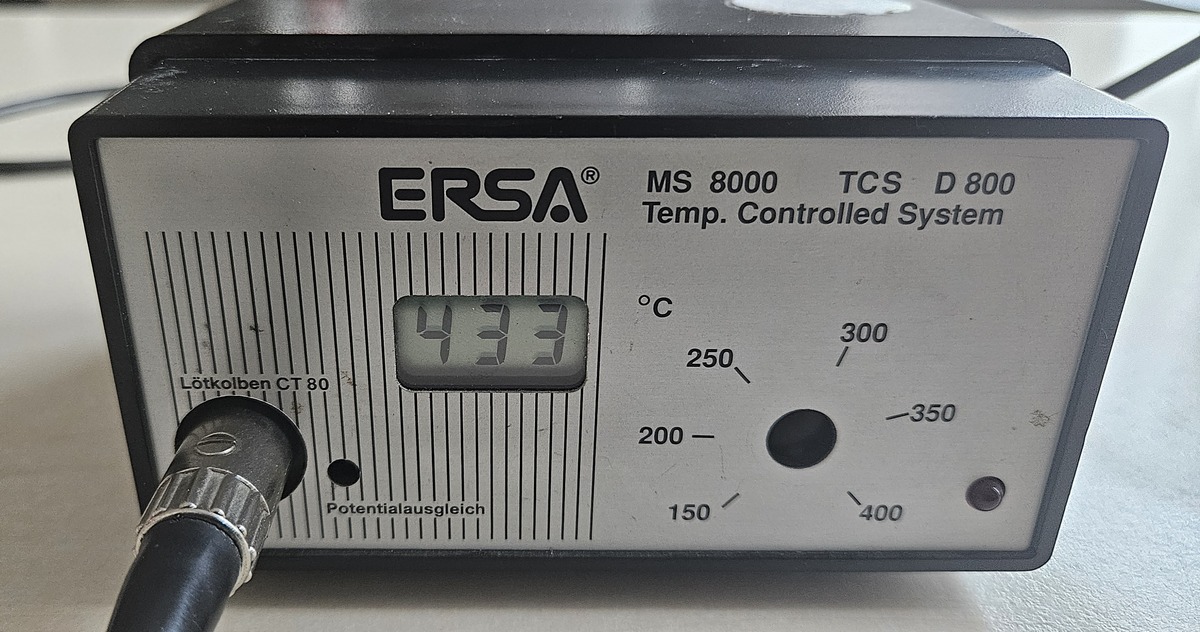 ERSA®
MS 8000 TCS D 800
Temp. Controlled System
433
°C
250
300
350
200
150
400
Lötkolben CT 80
Potentialausgleich